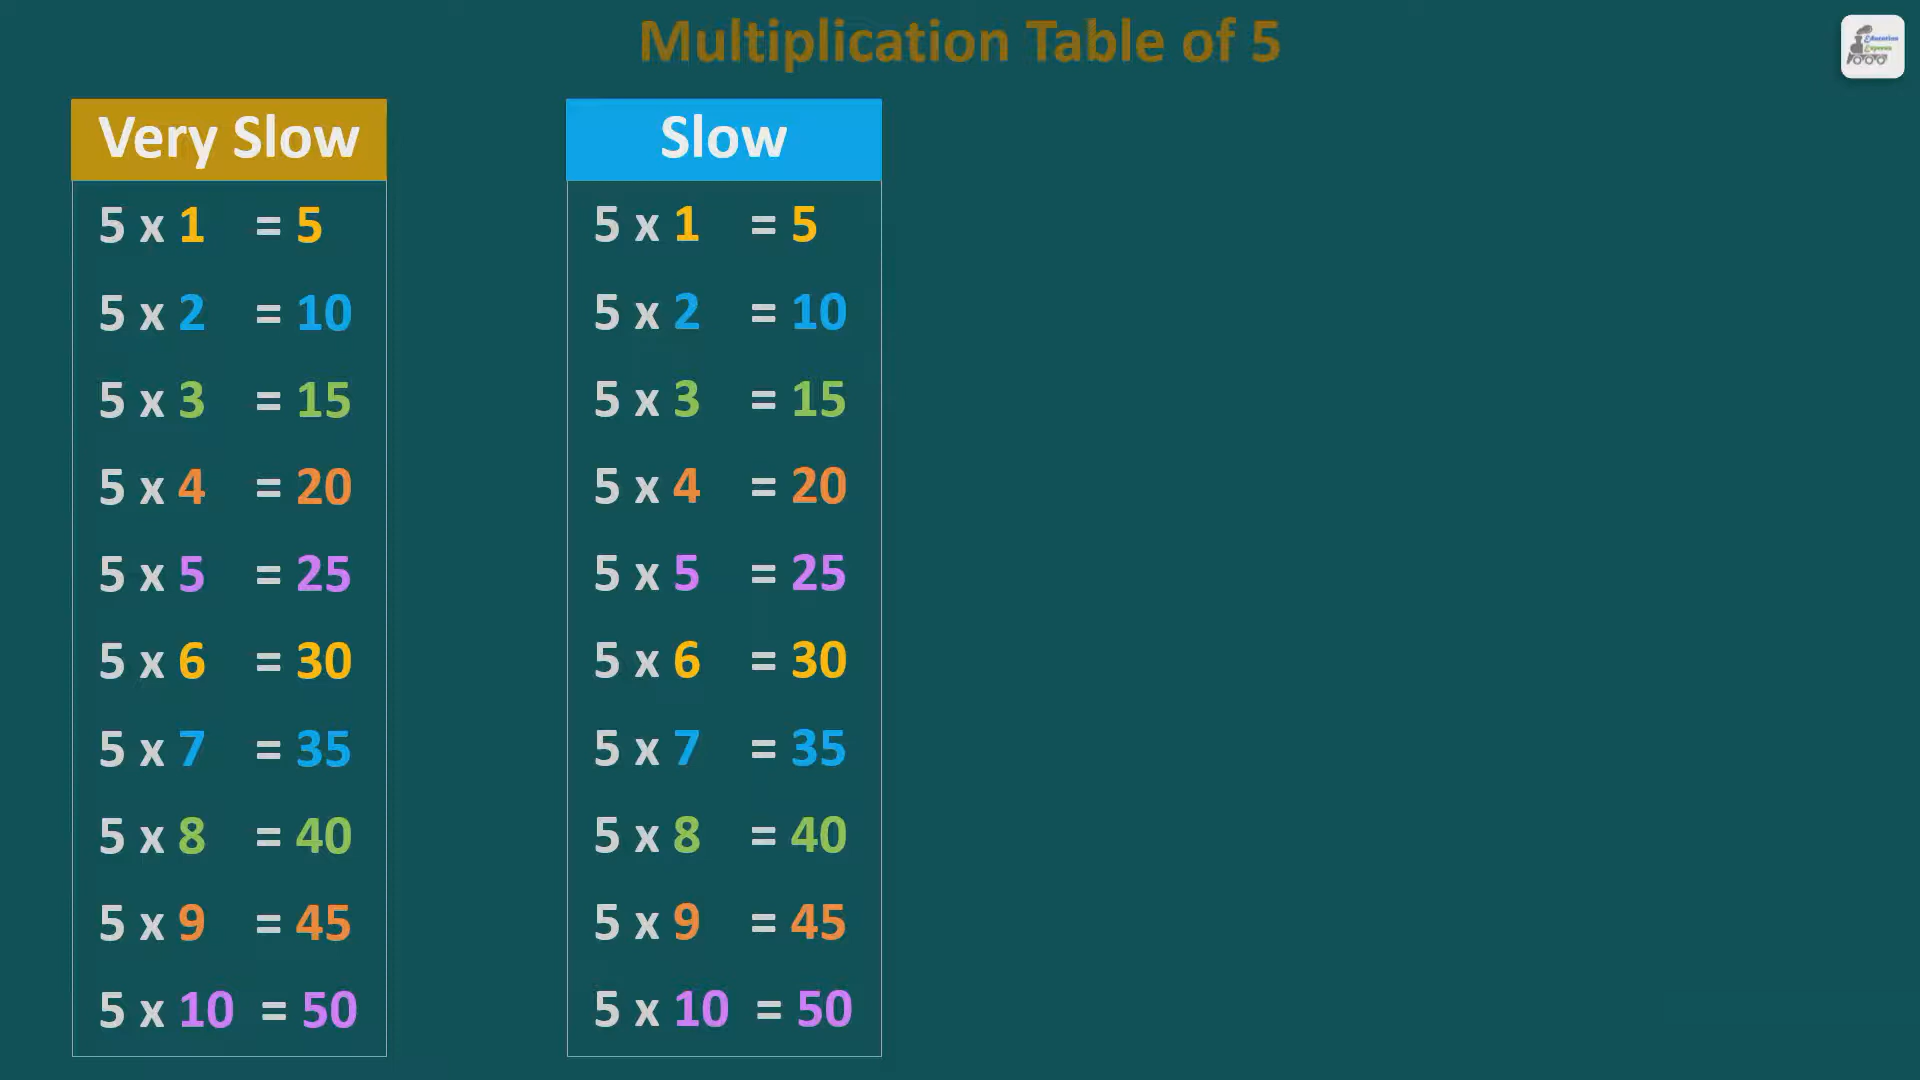 Multiplication Table of 5
Education
Express
Very Slow
5 x 1 = 5
5 x 2 = 10
5 x 3 = 15
5 x 4 = 20
5 x 5 = 25
5 x 6 = 30
5 x 7 = 35
5 x 8 = 40
5 x 9 = 45
5 x 10 = 50
Slow
5 x 1 = 5
5 x 2 = 10
5 x 3 = 15
5 x 4 = 20
5 x 5 = 25
5 x 6 = 30
5 x 7 = 35
5 x 8 = 40
5 x 9 = 45
5 x 10 = 50